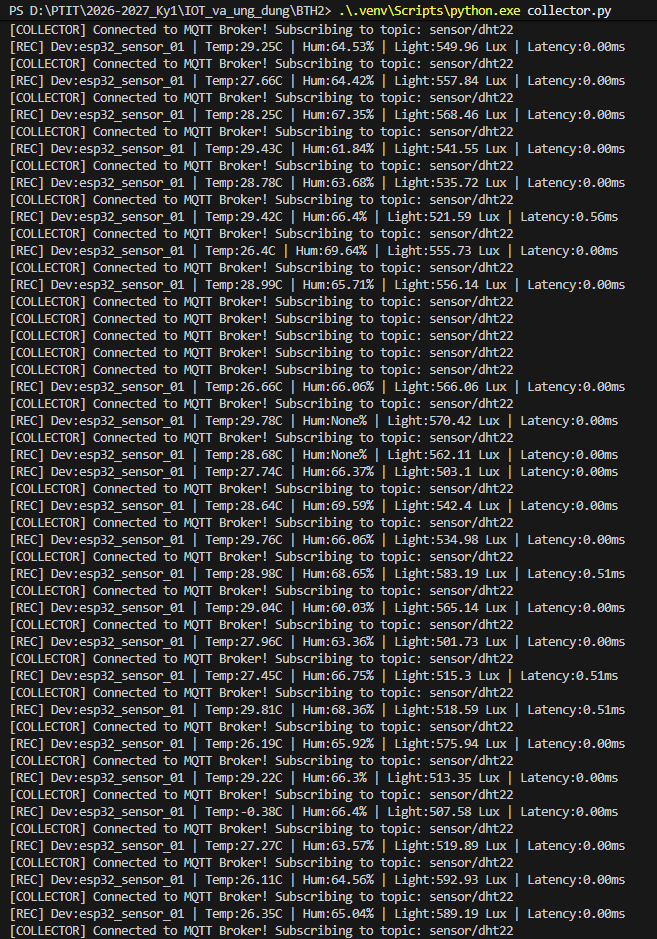 PS D:\PTIT\2026-2027_Ky1\IOT_va_ung_dung\BTH2> .\.venv\Scripts\python.exe collector.py
[COLLECTOR] Connected to MQTT Broker! Subscribing to topic: sensor/dht22
[REC] Dev:esp32_sensor_01 | Temp:29.25C | Hum:64.53% | Light:549.96 Lux | Latency:0.00ms
[COLLECTOR] Connected to MQTT Broker! Subscribing to topic: sensor/dht22
[REC] Dev:esp32_sensor_01 | Temp:27.66C | Hum:64.42% | Light:557.84 Lux | Latency:0.00ms
[COLLECTOR] Connected to MQTT Broker! Subscribing to topic: sensor/dht22
[REC] Dev:esp32_sensor_01 | Temp:28.25C | Hum:67.35% | Light:568.46 Lux | Latency:0.00ms
[COLLECTOR] Connected to MQTT Broker! Subscribing to topic: sensor/dht22
[REC] Dev:esp32_sensor_01 | Temp:29.43C | Hum:61.84% | Light:541.55 Lux | Latency:0.00ms
[COLLECTOR] Connected to MQTT Broker! Subscribing to topic: sensor/dht22
[REC] Dev:esp32_sensor_01 | Temp:28.78C | Hum:63.68% | Light:535.72 Lux | Latency:0.00ms
[COLLECTOR] Connected to MQTT Broker! Subscribing to topic: sensor/dht22
[REC] Dev:esp32_sensor_01 | Temp:29.42C | Hum:66.4% | Light:521.59 Lux | Latency:0.56ms
[COLLECTOR] Connected to MQTT Broker! Subscribing to topic: sensor/dht22
[REC] Dev:esp32_sensor_01 | Temp:26.4C | Hum:69.64% | Light:555.73 Lux | Latency:0.00ms
[COLLECTOR] Connected to MQTT Broker! Subscribing to topic: sensor/dht22
[REC] Dev:esp32_sensor_01 | Temp:28.99C | Hum:65.71% | Light:556.14 Lux | Latency:0.00ms
[COLLECTOR] Connected to MQTT Broker! Subscribing to topic: sensor/dht22
[COLLECTOR] Connected to MQTT Broker! Subscribing to topic: sensor/dht22
[COLLECTOR] Connected to MQTT Broker! Subscribing to topic: sensor/dht22
[COLLECTOR] Connected to MQTT Broker! Subscribing to topic: sensor/dht22
[COLLECTOR] Connected to MQTT Broker! Subscribing to topic: sensor/dht22
[REC] Dev:esp32_sensor_01 | Temp:26.66C | Hum:66.06% | Light:566.06 Lux | Latency:0.00ms
[COLLECTOR] Connected to MQTT Broker! Subscribing to topic: sensor/dht22
[REC] Dev:esp32_sensor_01 | Temp:29.78C | Hum:None% | Light:570.42 Lux | Latency:0.00ms
[COLLECTOR] Connected to MQTT Broker! Subscribing to topic: sensor/dht22
[REC] Dev:esp32_sensor_01 | Temp:28.68C | Hum:None% | Light:562.11 Lux | Latency:0.00ms
[REC] Dev:esp32_sensor_01 | Temp:27.74C | Hum:66.37% | Light:503.1 Lux | Latency:0.00ms
[COLLECTOR] Connected to MQTT Broker! Subscribing to topic: sensor/dht22
[REC] Dev:esp32_sensor_01 | Temp:28.64C | Hum:69.59% | Light:542.4 Lux | Latency:0.00ms
[COLLECTOR] Connected to MQTT Broker! Subscribing to topic: sensor/dht22
[REC] Dev:esp32_sensor_01 | Temp:29.76C | Hum:66.06% | Light:534.98 Lux | Latency:0.00ms
[COLLECTOR] Connected to MQTT Broker! Subscribing to topic: sensor/dht22
[REC] Dev:esp32_sensor_01 | Temp:28.98C | Hum:68.65% | Light:583.19 Lux | Latency:0.51ms
[COLLECTOR] Connected to MQTT Broker! Subscribing to topic: sensor/dht22
[REC] Dev:esp32_sensor_01 | Temp:29.04C | Hum:60.03% | Light:565.14 Lux | Latency:0.00ms
[COLLECTOR] Connected to MQTT Broker! Subscribing to topic: sensor/dht22
[REC] Dev:esp32_sensor_01 | Temp:27.96C | Hum:63.36% | Light:501.73 Lux | Latency:0.00ms
[COLLECTOR] Connected to MQTT Broker! Subscribing to topic: sensor/dht22
[REC] Dev:esp32_sensor_01 | Temp:27.45C | Hum:66.75% | Light:515.3 Lux | Latency:0.51ms
[COLLECTOR] Connected to MQTT Broker! Subscribing to topic: sensor/dht22
[REC] Dev:esp32_sensor_01 | Temp:29.81C | Hum:68.36% | Light:518.59 Lux | Latency:0.51ms
[COLLECTOR] Connected to MQTT Broker! Subscribing to topic: sensor/dht22
[REC] Dev:esp32_sensor_01 | Temp:26.19C | Hum:65.92% | Light:575.94 Lux | Latency:0.00ms
[COLLECTOR] Connected to MQTT Broker! Subscribing to topic: sensor/dht22
[REC] Dev:esp32_sensor_01 | Temp:29.22C | Hum:66.3% | Light:513.35 Lux | Latency:0.00ms
[COLLECTOR] Connected to MQTT Broker! Subscribing to topic: sensor/dht22
[REC] Dev:esp32_sensor_01 | Temp:-0.38C | Hum:66.4% | Light:507.58 Lux | Latency:0.00ms
[COLLECTOR] Connected to MQTT Broker! Subscribing to topic: sensor/dht22
[REC] Dev:esp32_sensor_01 | Temp:27.27C | Hum:63.57% | Light:519.89 Lux | Latency:0.00ms
[COLLECTOR] Connected to MQTT Broker! Subscribing to topic: sensor/dht22
[REC] Dev:esp32_sensor_01 | Temp:26.11C | Hum:64.56% | Light:592.93 Lux | Latency:0.00ms
[COLLECTOR] Connected to MQTT Broker! Subscribing to topic: sensor/dht22
[REC] Dev:esp32_sensor_01 | Temp:26.35C | Hum:65.04% | Light:589.19 Lux | Latency:0.00ms
[COLLECTOR] Connected to MQTT Broker! Subscribing to topic: sensor/dht22